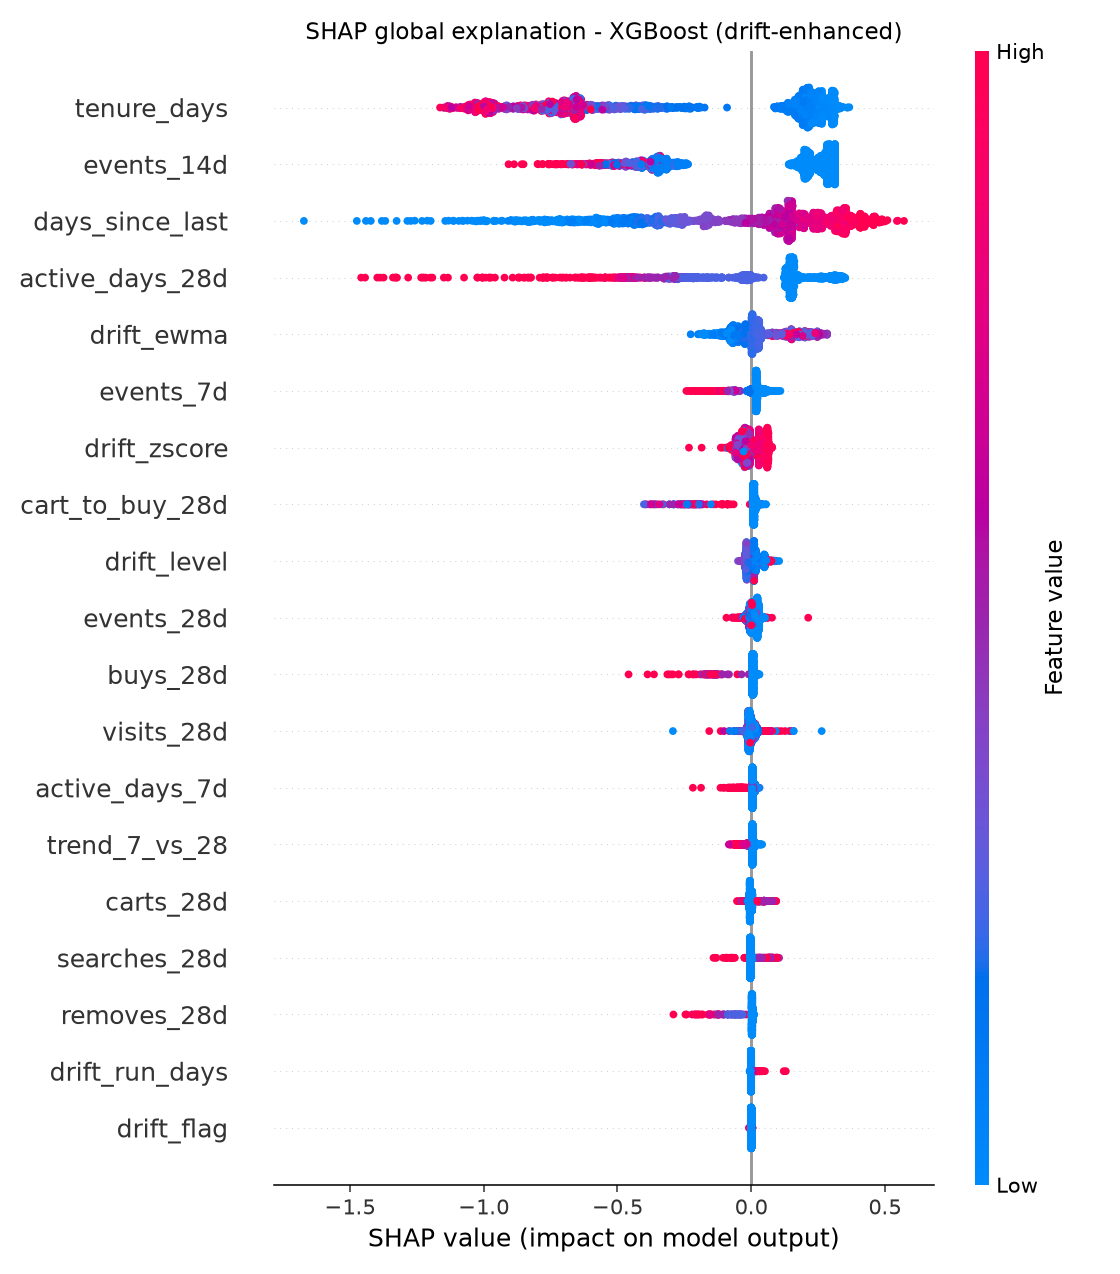 SHAP global explanation - XGBoost (drift-enhanced)
High
tenure_days
events_14d
days_since_last
active_days_28d
drift_ewma
events_7d
drift_zscore
cart_to_buy_28d
drift_level
events_28d
buys_28d
visits_28d
active_days_7d
trend_7_vs_28
carts_28d
searches_28d
removes_28d
drift_run_days
drift_flag
Feature value
Low
−1.5 −1.0 −0.5 0.0 0.5
SHAP value (impact on model output)